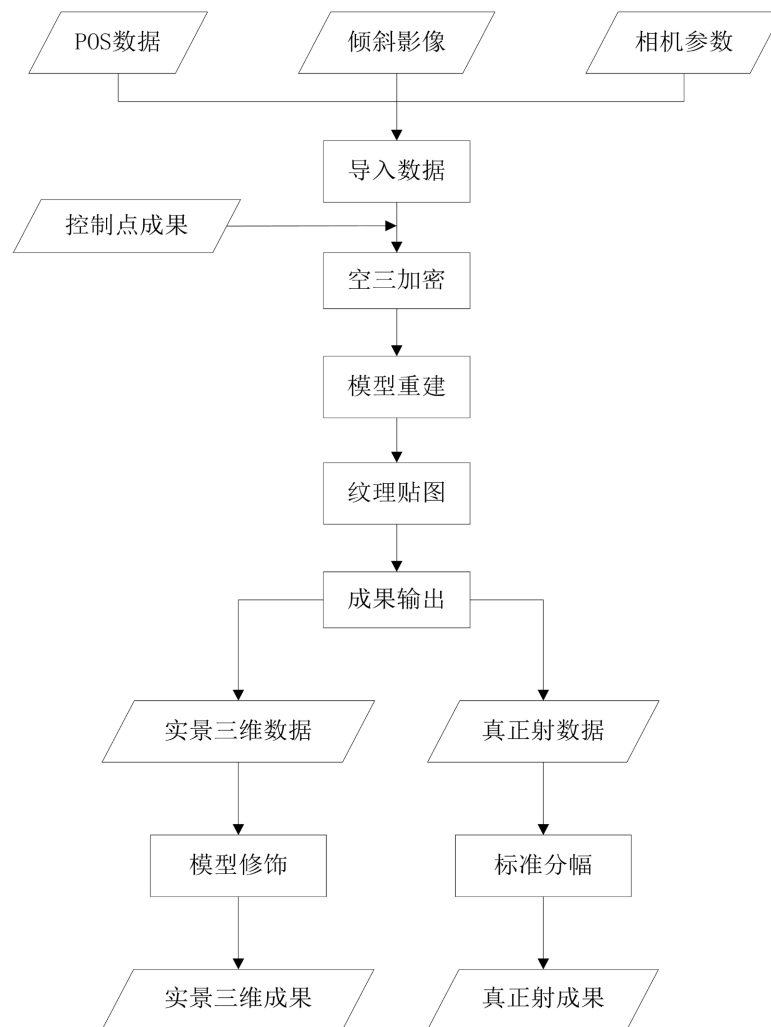 POS数据
倾斜影像
相机参数
导入数据
控制点成果
空三加密
模型重建
纹理贴图
成果输出
实景三维数据
真正射数据
模型修饰
标准分幅
实景三维成果
真正射成果